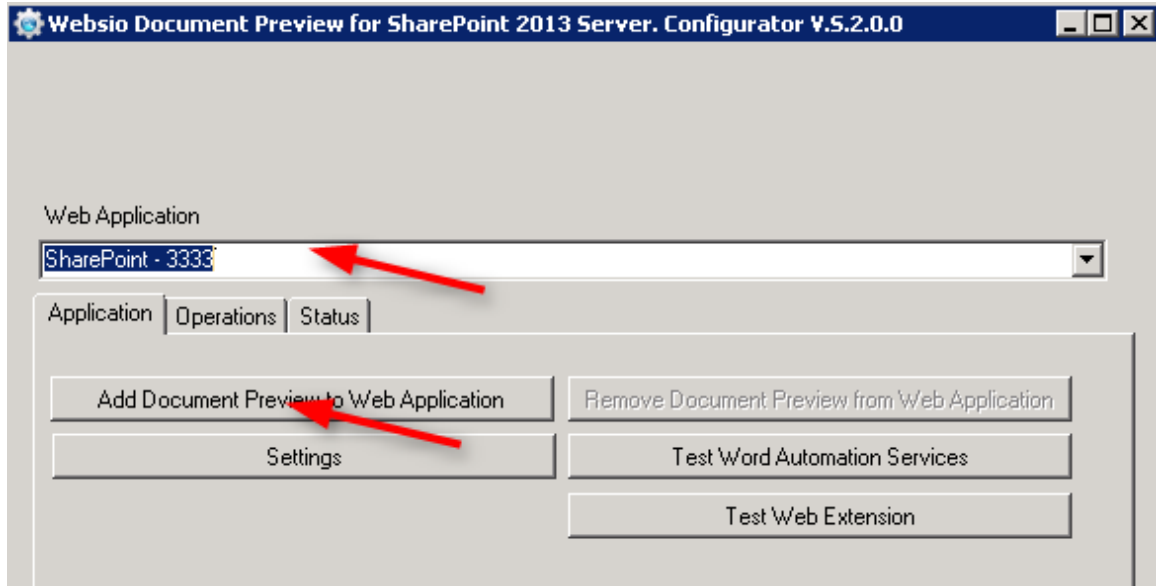 Websio Document Preview for SharePoint 2013 Server. Configurator V.S.2.0.0
Web Application
SharePoint - 3333
Application Operations Status
Add Document Preview to Web Application Remove Document Preview from Web Application
Settings Test Word Automation Services
Test Web Extension